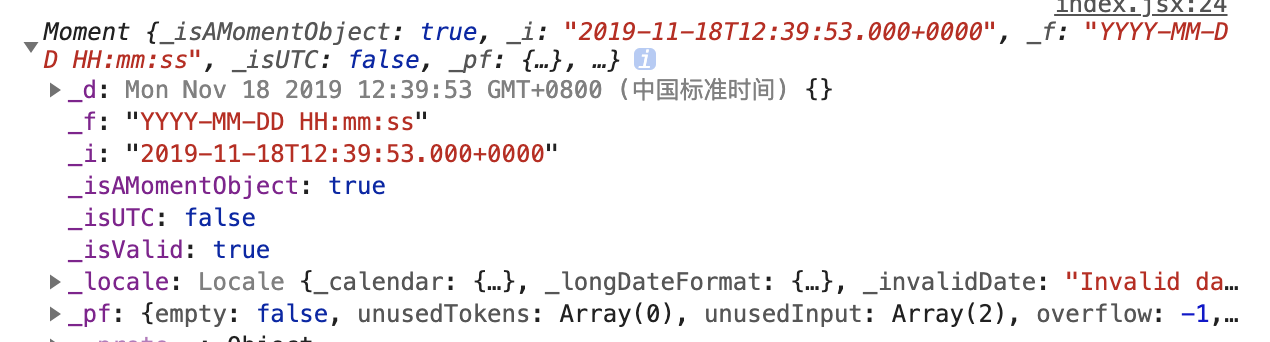 index.jsx:24
Moment {_isAMomentObject: true, _i: "2019-11-18T12:39:53.000+0000", _f: "YYYY-MM-D
D HH:mm:ss", _isUTC: false, _pf: {…}, …} i
_d: Mon Nov 18 2019 12:39:53 GMT+0800 (中国标准时间) {}
_f: "YYYY-MM-DD HH:mm:ss"
_i: "2019-11-18T12:39:53.000+0000"
_isAMomentObject: true
_isUTC: false
_isValid: true
_locale: Locale {_calendar: {…}, _longDateFormat: {…}, _invalidDate: "Invalid da…
_pf: {empty: false, unusedTokens: Array(0), unusedInput: Array(2), overflow: -1,…
__proto__: Object